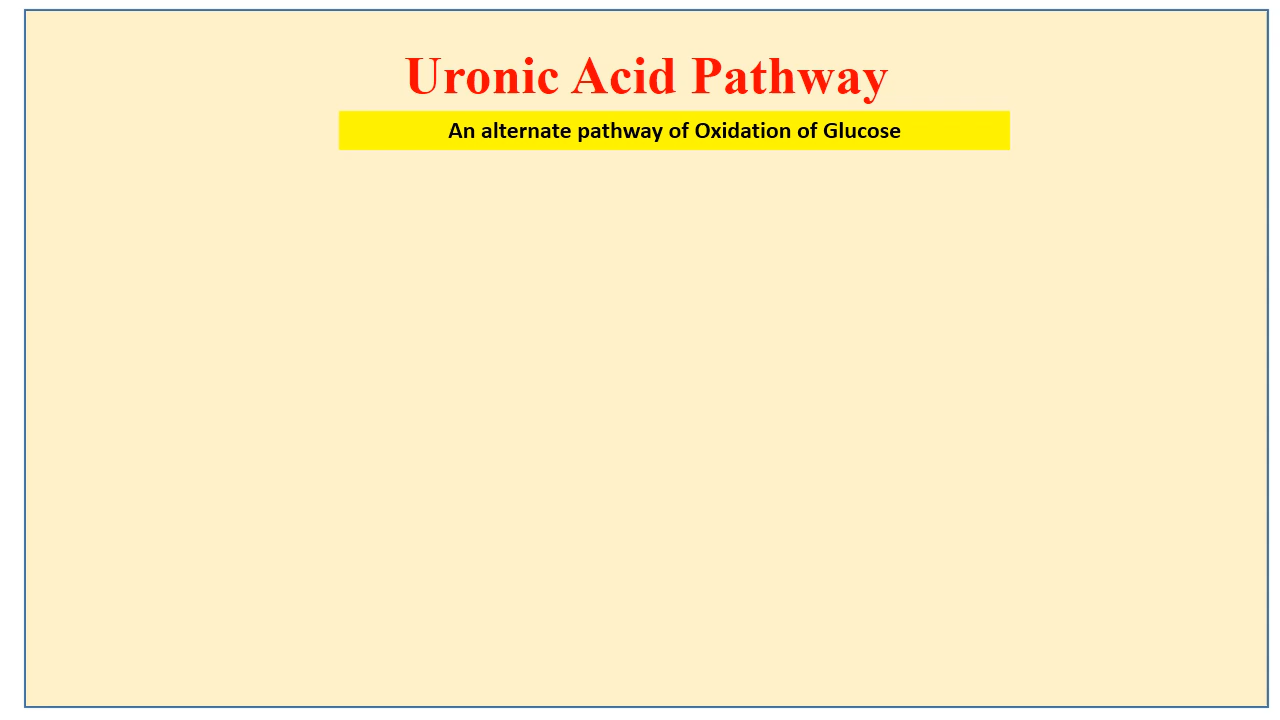 Uronic Acid Pathway
An alternate pathway of Oxidation of Glucose